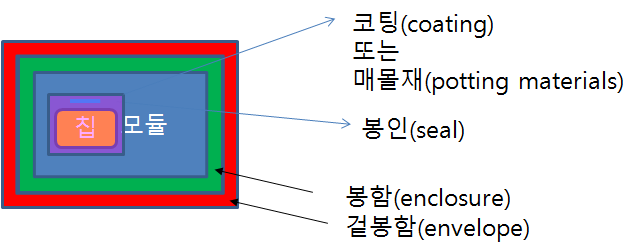 코팅(coating)
또는
매몰재(potting materials)
칩
모듈
봉인(seal)
봉함(enclosure)
겉봉함(envelope)